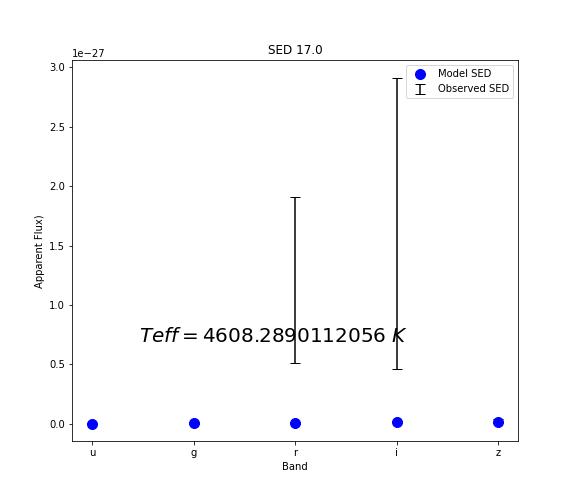 SED 17.0
1e−27
Model SED
Observed SED
3.0
2.5
2.0
1.5
1.0
0.5
0.0
Apparent Flux)
Teff = 4608.2890112056 K
u g r i z
Band